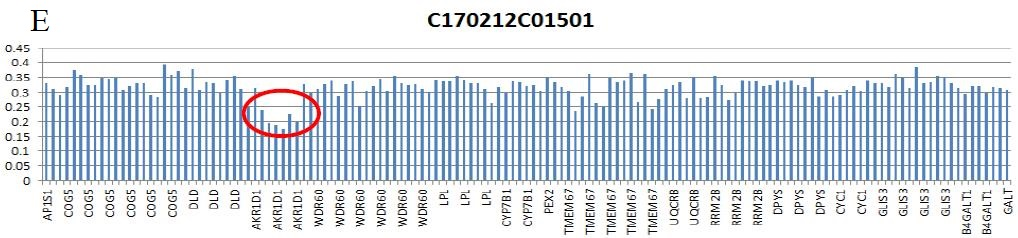 E
C170212C01501
0.45
0.4
0.35
0.3
0.25
0.2
0.15
0.1
0.05
0
AP1S1
COG5
COG5
COG5
COG5
COG5
COG5
DLD
DLD
DLD
AKR1D1
AKR1D1
AKR1D1
WDR60
WDR60
WDR60
WDR60
WDR60
WDR60
LPL
LPL
LPL
CYP7B1
CYP7B1
PEX2
TMEM67
TMEM67
TMEM67
TMEM67
TMEM67
UQCRB
UQCRB
RRM2B
RRM2B
RRM2B
DPYS
DPYS
DPYS
CYC1
CYC1
GLIS3
GLIS3
GLIS3
GLIS3
B4GALT1
B4GALT1
GALT